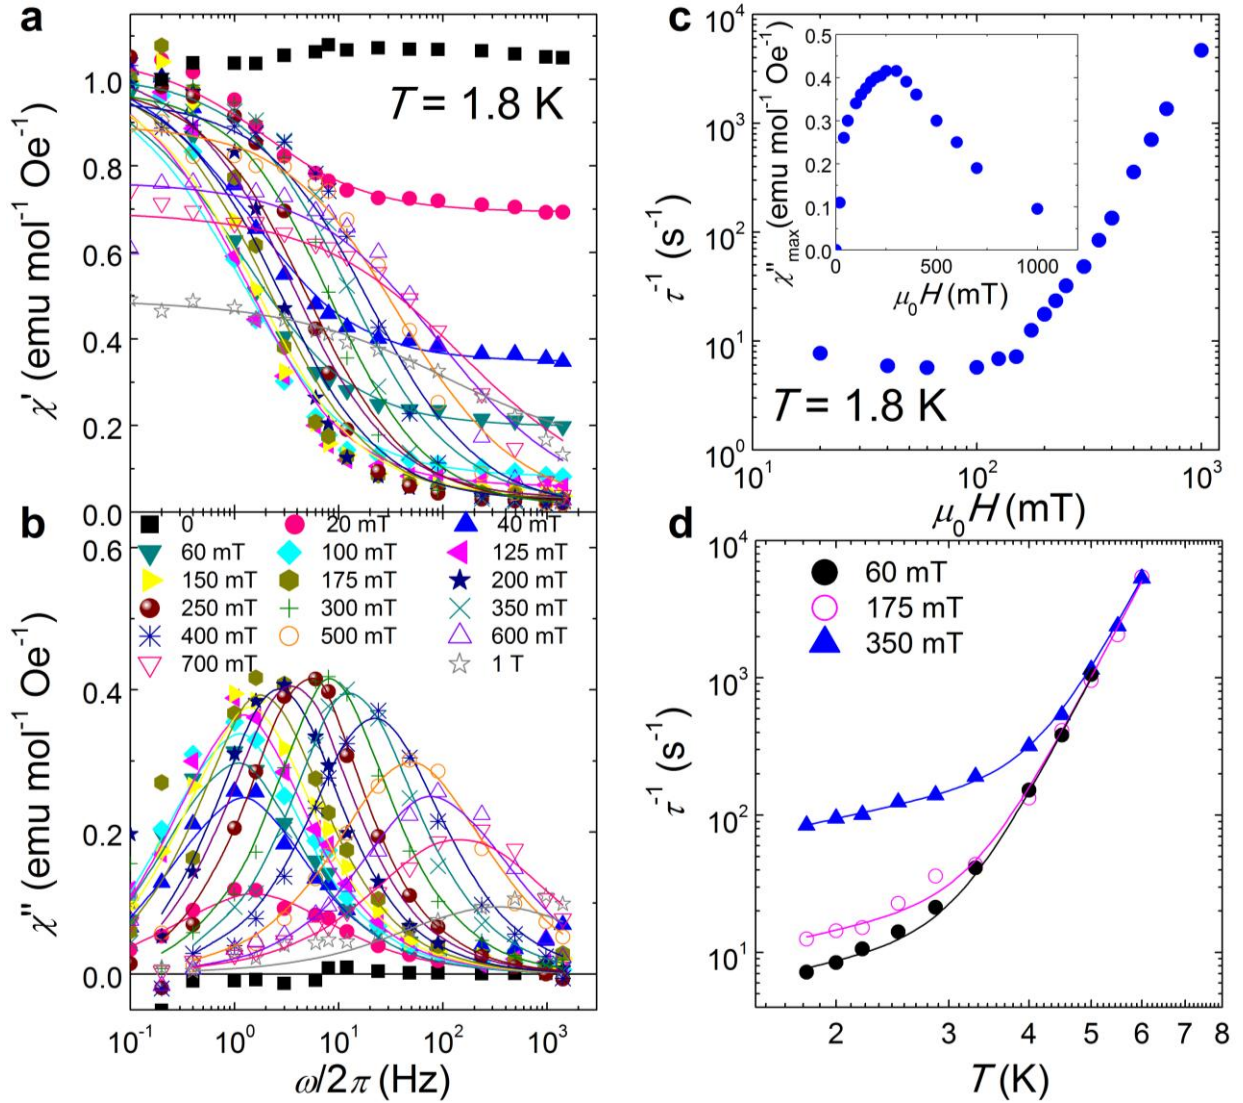 a
χ' (emu mol⁻¹ Oe⁻¹)
1.0
0.8
0.6
0.4
0.2
0.0
T = 1.8 K
b
χ'' (emu mol⁻¹ Oe⁻¹)
0.6
0.4
0.2
0.0
0 20 mT 40 mT
60 mT 100 mT 125 mT
150 mT 175 mT 200 mT
250 mT 300 mT 350 mT
400 mT 500 mT 600 mT
700 mT 1 T
10⁻¹ 10⁰ 10¹ 10² 10³
ω/2π (Hz)
c
τ⁻¹ (s⁻¹)
10⁴
10³
10²
10¹
10⁰
χ''max (emu mol⁻¹ Oe⁻¹)
0.5
0.4
0.3
0.2
0.1
0.0
0 500 1000
μ₀H (mT)
T = 1.8 K
10¹ 10² 10³
μ₀H (mT)
d
τ⁻¹ (s⁻¹)
10⁴
10³
10²
10¹
60 mT
175 mT
350 mT
2 3 4 5 6 7 8
T (K)